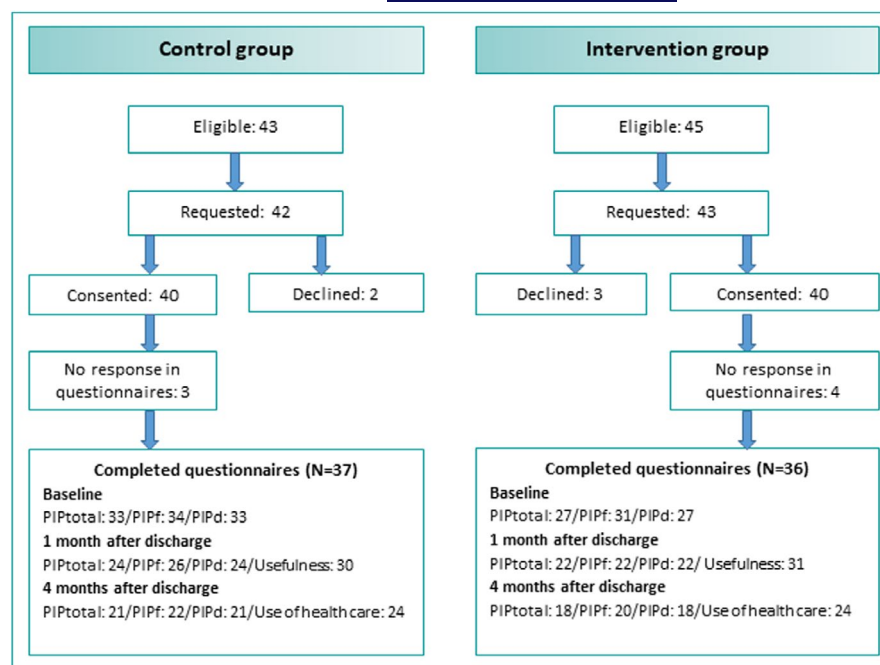 Control group
Eligible: 43
Requested: 42
Consented: 40
Declined: 2
No response in
questionnaires: 3
Completed questionnaires (N=37)
Baseline
PIPtotal: 33/PIPf: 34/PIPd: 33
1 month after discharge
PIPtotal: 24/PIPf: 26/PIPd: 24/Usefulness: 30
4 months after discharge
PIPtotal: 21/PIPf: 22/PIPd: 21/Use of health care: 24
Intervention group
Eligible: 45
Requested: 43
Declined: 3
Consented: 40
No response in
questionnaires: 4
Completed questionnaires (N=36)
Baseline
PIPtotal: 27/PIPf: 31/PIPd: 27
1 month after discharge
PIPtotal: 22/PIPf: 22/PIPd: 22/ Usefulness: 31
4 months after discharge
PIPtotal: 18/PIPf: 20/PIPd: 18/Use of health care: 24